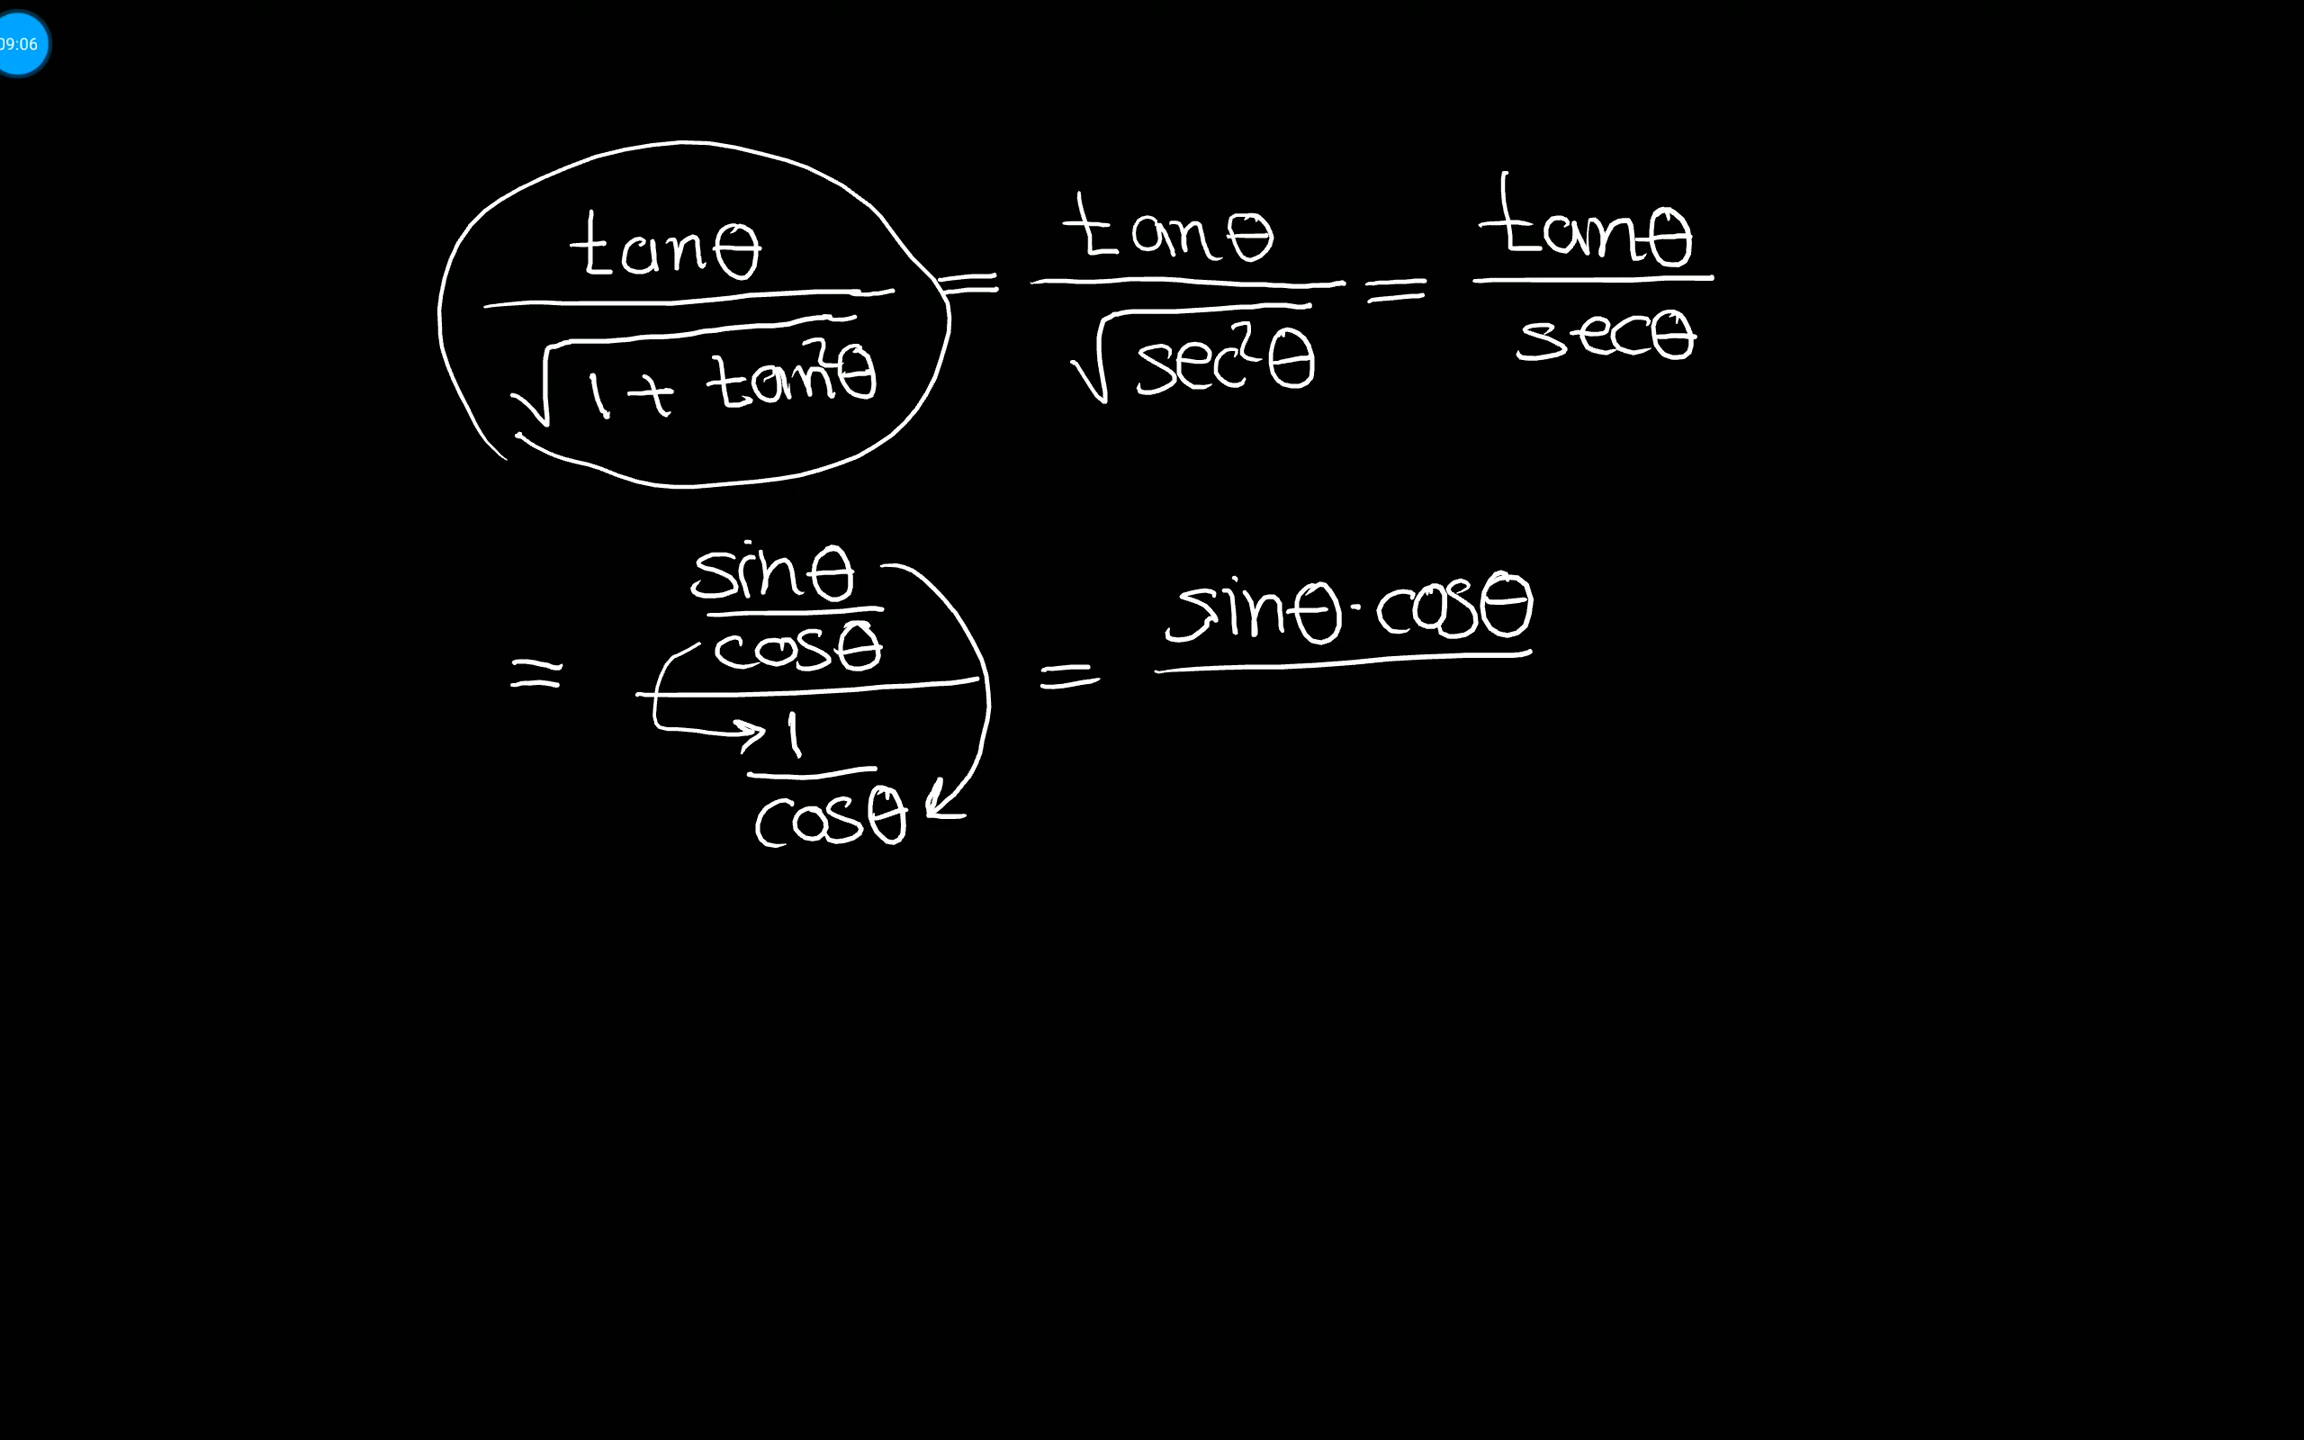 09:06
tanθ / √(1 + tan²θ) = tanθ / √(sec²θ) = tanθ / secθ
= (sinθ / cosθ) / (1 / cosθ) = sinθ · cosθ /